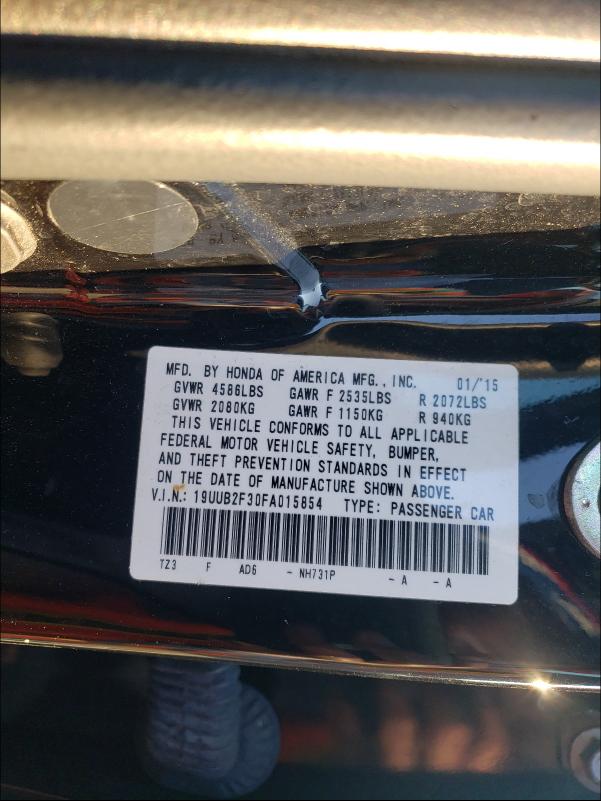 MFD. BY HONDA OF AMERICA MFG., INC. 01/'15
GVWR 4586LBS GAWR F 2535LBS R 2072LBS
GVWR 2080KG GAWR F 1150KG R 940KG
THIS VEHICLE CONFORMS TO ALL APPLICABLE
FEDERAL MOTOR VEHICLE SAFETY, BUMPER,
AND THEFT PREVENTION STANDARDS IN EFFECT
ON THE DATE OF MANUFACTURE SHOWN ABOVE.
V.I.N.: 19UUB2F30FA015854 TYPE: PASSENGER CAR
TZ3 F AD6 - NH731P - A - A